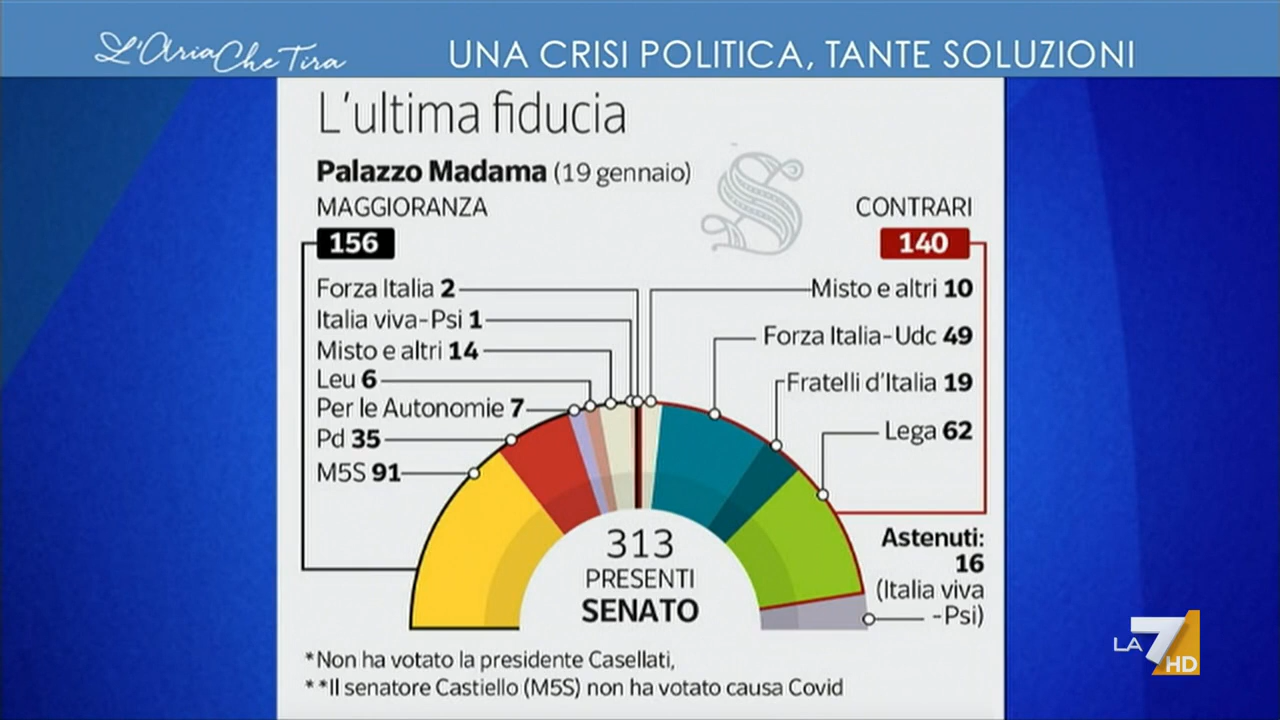 L'Aria Che Tira
UNA CRISI POLITICA, TANTE SOLUZIONI
L'ultima fiducia
Palazzo Madama (19 gennaio)
S
MAGGIORANZA
156
Forza Italia 2
Italia viva-Psi 1
Misto e altri 14
Leu 6
Per le Autonomie 7
Pd 35
M5S 91
CONTRARI
140
Misto e altri 10
Forza Italia-Udc 49
Fratelli d'Italia 19
Lega 62
Astenuti:
16
(Italia viva
-Psi)
313
PRESENTI
SENATO
*Non ha votato la presidente Casellati,
**Il senatore Castiello (M5S) non ha votato causa Covid
LA 7 HD